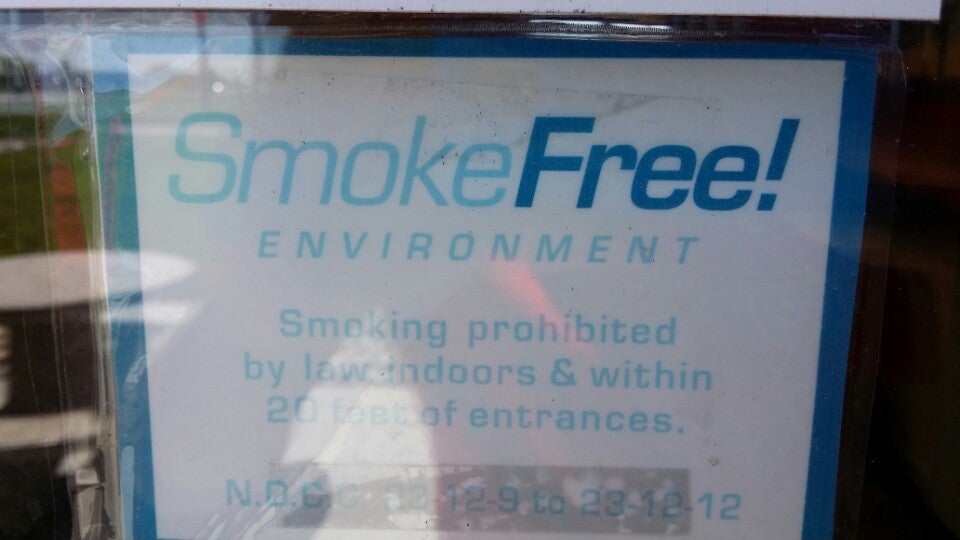 SmokeFree!
ENVIRONMENT
Smoking prohibited
by law indoors & within
20 feet of entrances.
N.D.C.C. 23-12-9 to 23-12-12